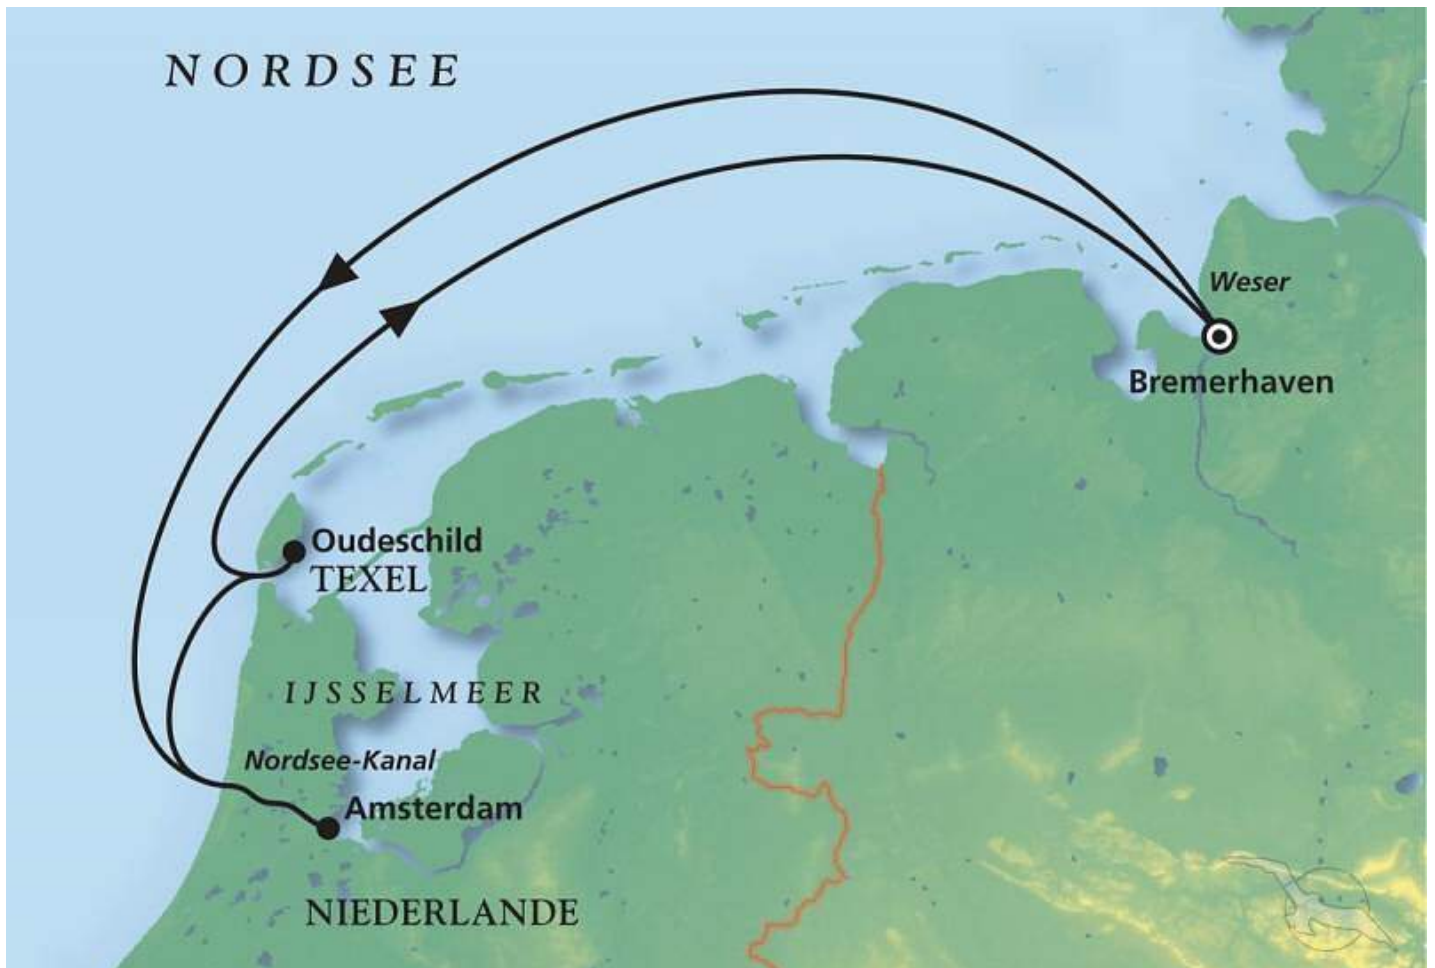 NORDSEE
Weser
Bremerhaven
Oudeschild
TEXEL
IJSSELMEER
Nordsee-Kanal
Amsterdam
NIEDERLANDE